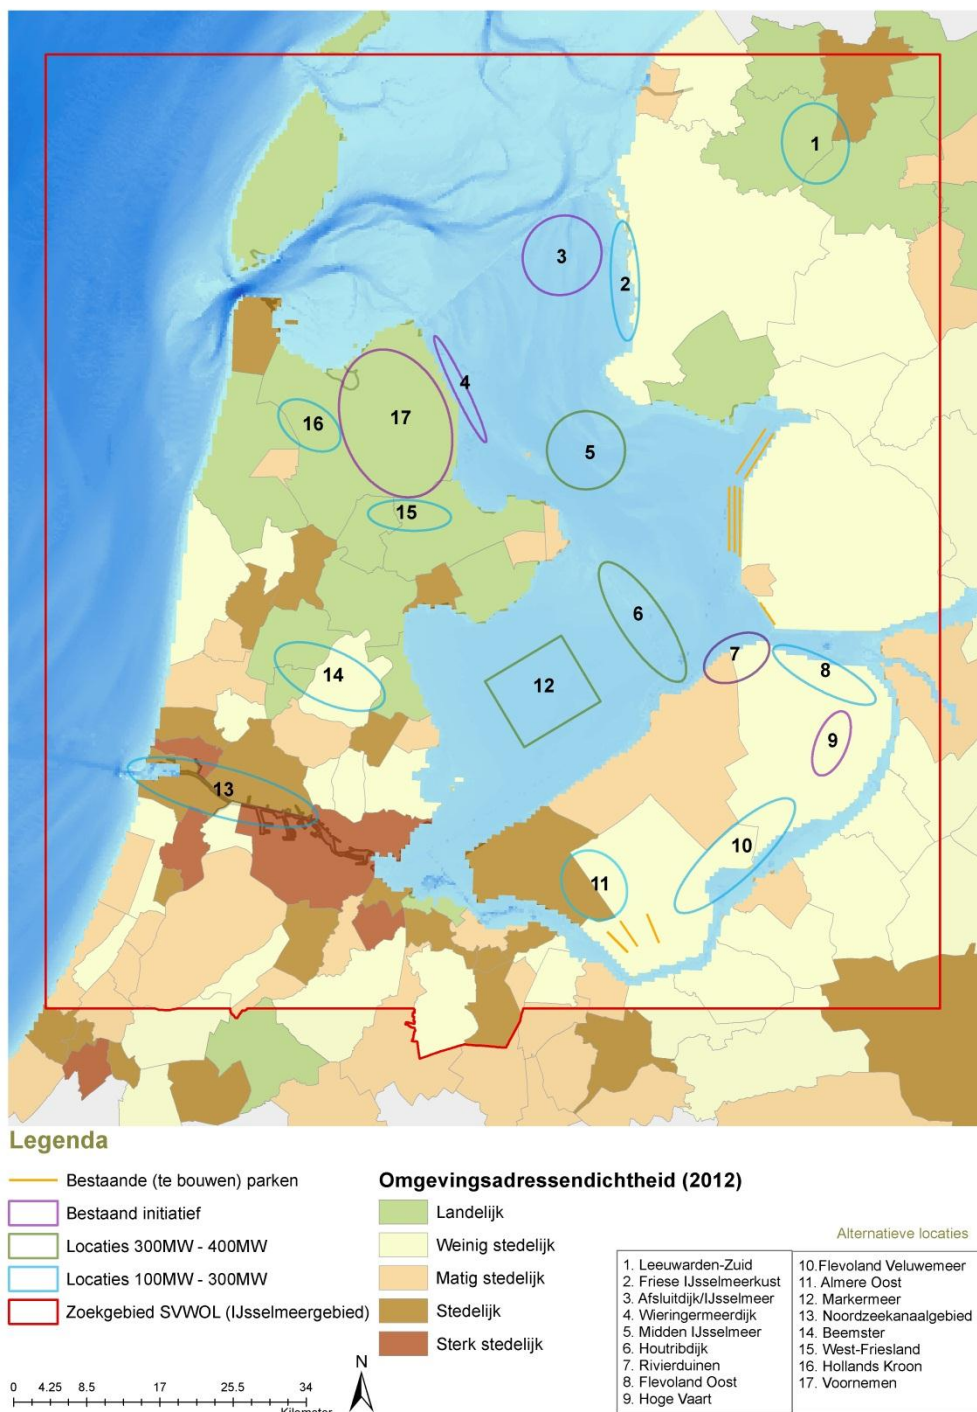 1
3
2
4
17
16
5
15
6
7
14
8
12
9
13
10
11
Legenda
Bestaande (te bouwen) parken
Bestaand initiatief
Locaties 300MW - 400MW
Locaties 100MW - 300MW
Zoekgebied SVWOL (IJsselmeergebied)
0 4.25 8.5 17 25.5 34
Kilometer
N
Omgevingsadressendichtheid (2012)
Landelijk
Weinig stedelijk
Matig stedelijk
Stedelijk
Sterk stedelijk
Alternatieve locaties
1. Leeuwarden-Zuid
2. Friese IJsselmeerkust
3. Afsluitdijk/IJsselmeer
4. Wieringermeerdijk
5. Midden IJsselmeer
6. Houtribdijk
7. Rivierduinen
8. Flevoland Oost
9. Hoge Vaart
10.Flevoland Veluwemeer
11. Almere Oost
12. Markermeer
13. Noordzeekanaalgebied
14. Beemster
15. West-Friesland
16. Hollands Kroon
17. Voornemen